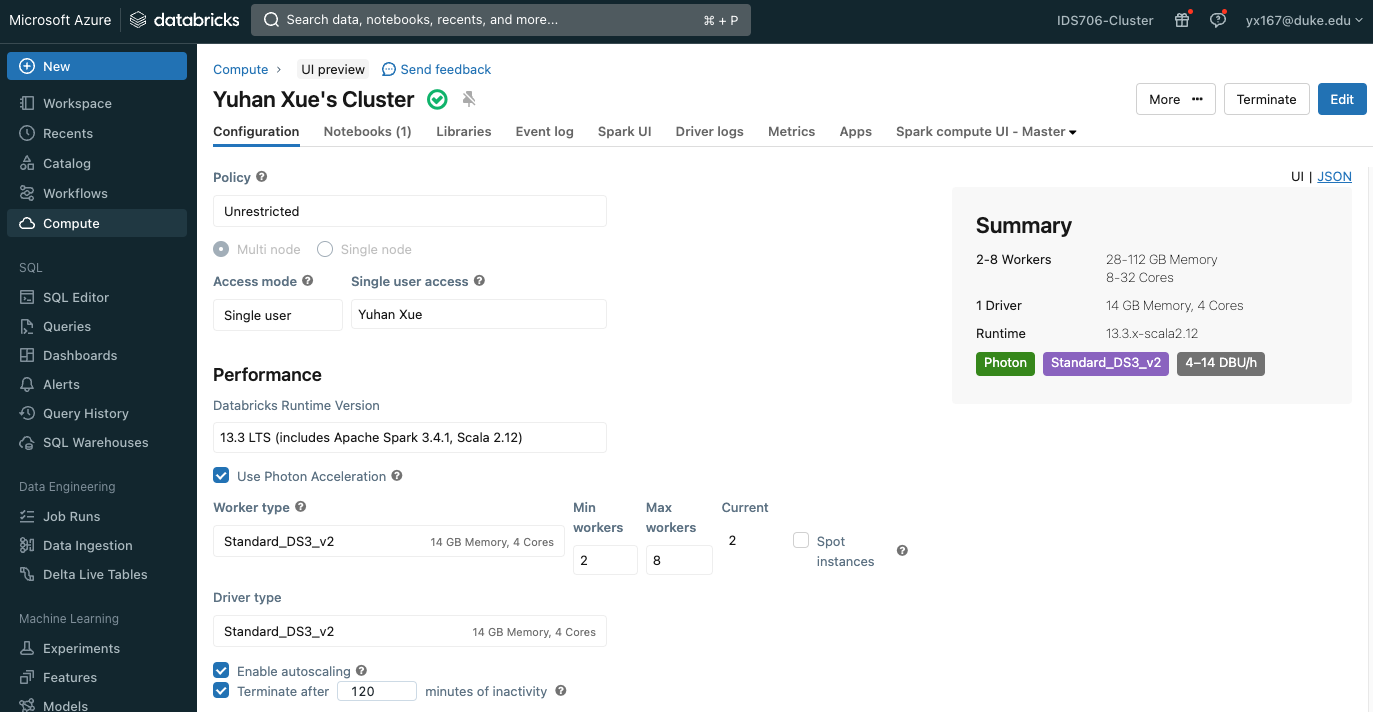 Microsoft Azure
databricks
Search data, notebooks, recents, and more...
⌘ + P
IDS706-Cluster
yx167@duke.edu
New
Workspace
Recents
Catalog
Workflows
Compute
SQL
SQL Editor
Queries
Dashboards
Alerts
Query History
SQL Warehouses
Data Engineering
Job Runs
Data Ingestion
Delta Live Tables
Machine Learning
Experiments
Features
Models
Compute › UI preview Send feedback
Yuhan Xue's Cluster
More ··· Terminate Edit
Configuration Notebooks (1) Libraries Event log Spark UI Driver logs Metrics Apps Spark compute UI - Master
UI | JSON
Policy
Unrestricted
Multi node Single node
Access mode Single user access
Single user Yuhan Xue
Performance
Databricks Runtime Version
13.3 LTS (includes Apache Spark 3.4.1, Scala 2.12)
Use Photon Acceleration
Worker type
Standard_DS3_v2 14 GB Memory, 4 Cores
Min
workers
2
Max
workers
8
Current
2
Spot
instances
Driver type
Standard_DS3_v2 14 GB Memory, 4 Cores
Enable autoscaling
Terminate after 120 minutes of inactivity
Summary
2-8 Workers 28-112 GB Memory
8-32 Cores
1 Driver 14 GB Memory, 4 Cores
Runtime 13.3.x-scala2.12
Photon Standard_DS3_v2 4–14 DBU/h